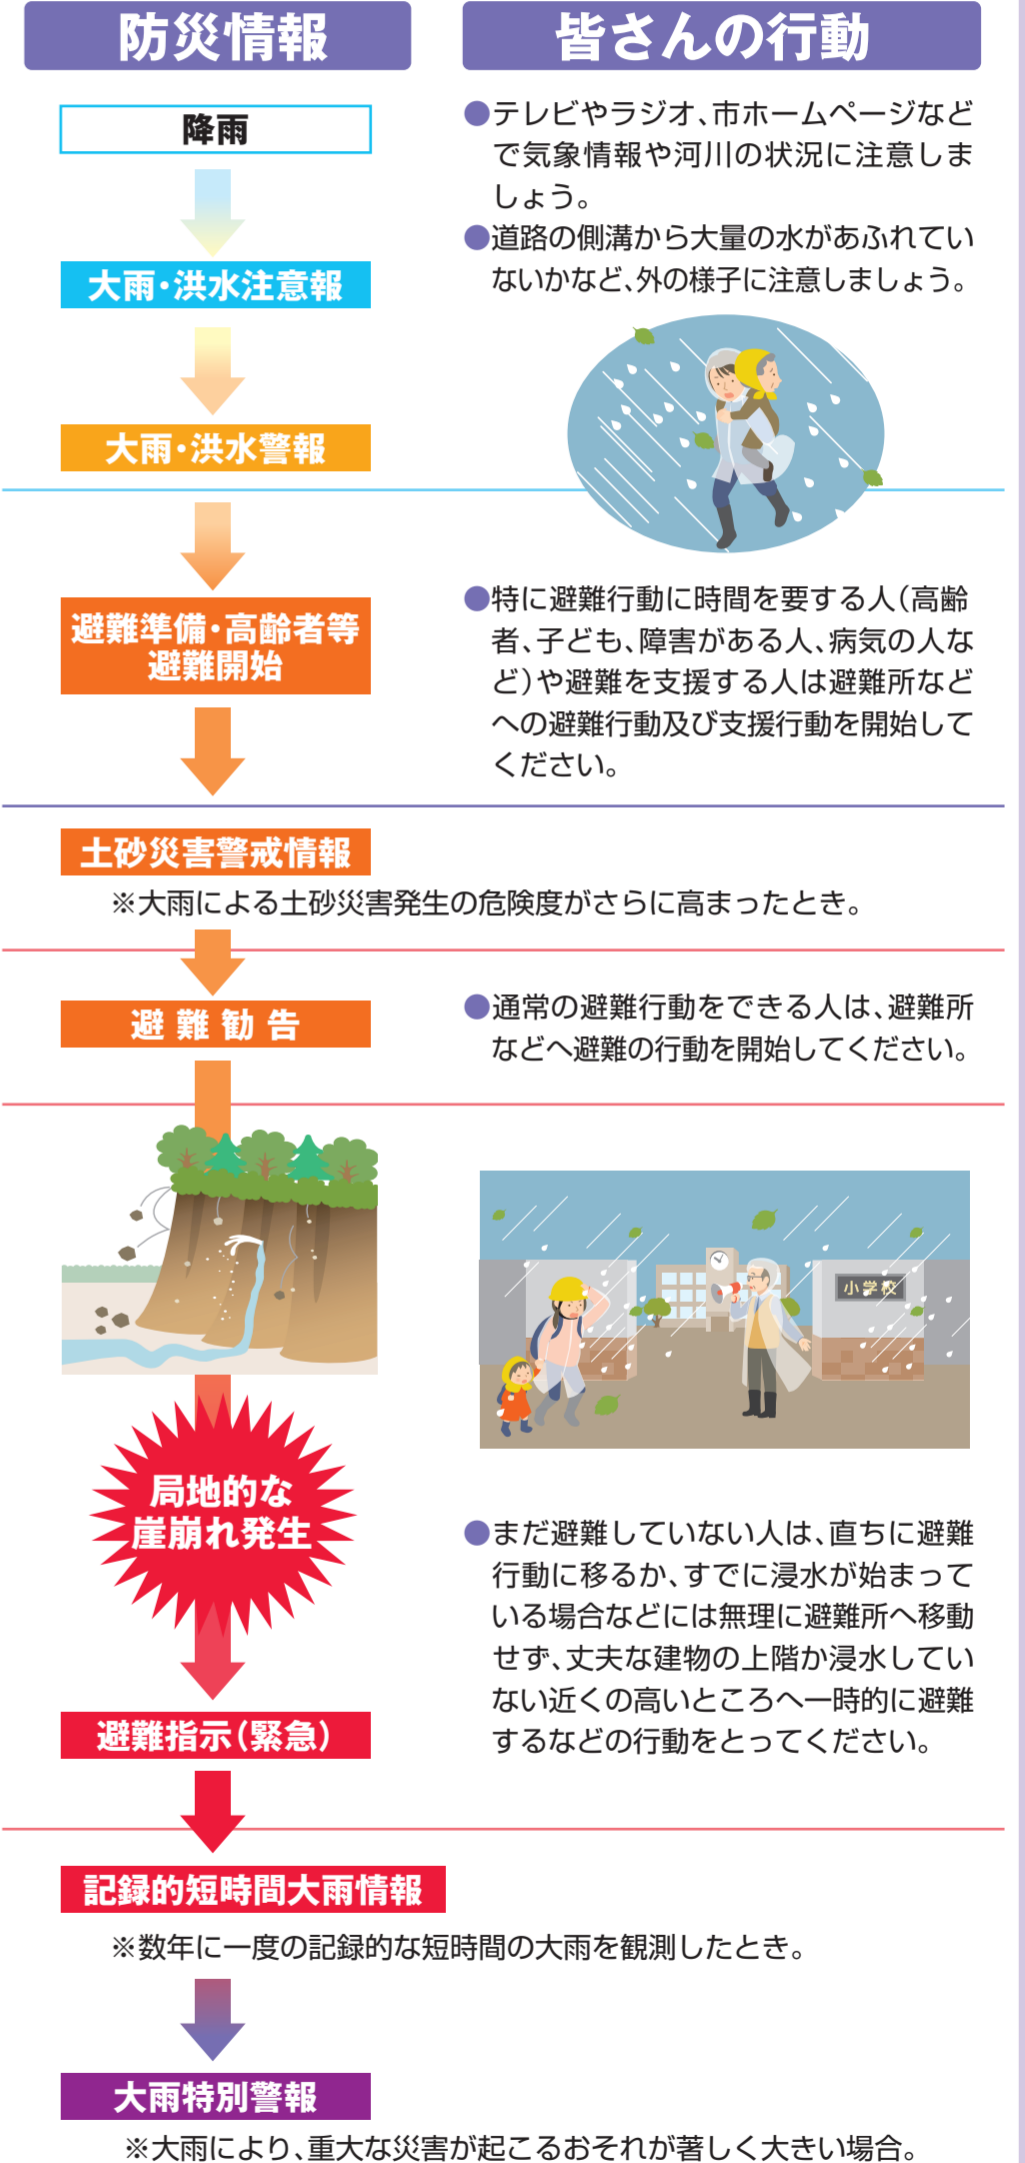 防災情報
皆さんの行動
降雨
●テレビやラジオ、市ホームページなど
で気象情報や河川の状況に注意しま
しょう。
●道路の側溝から大量の水があふれてい
ないかなど、外の様子に注意しましょう。
大雨・洪水注意報
大雨・洪水警報
避難準備・高齢者等
避難開始
●特に避難行動に時間を要する人（高齢
者、子ども、障害がある人、病気の人な
ど）や避難を支援する人は避難所など
への避難行動及び支援行動を開始して
ください。
土砂災害警戒情報
※大雨による土砂災害発生の危険度がさらに高まったとき。
避難勧告
●通常の避難行動をできる人は、避難所
などへ避難の行動を開始してください。
小学校
局地的な
崖崩れ発生
●まだ避難していない人は、直ちに避難
行動に移るか、すでに浸水が始まって
いる場合などには無理に避難所へ移動
せず、丈夫な建物の上階か浸水してい
ない近くの高いところへ一時的に避難
するなどの行動をとってください。
避難指示（緊急）
記録的短時間大雨情報
※数年に一度の記録的な短時間の大雨を観測したとき。
大雨特別警報
※大雨により、重大な災害が起こるおそれが著しく大きい場合。